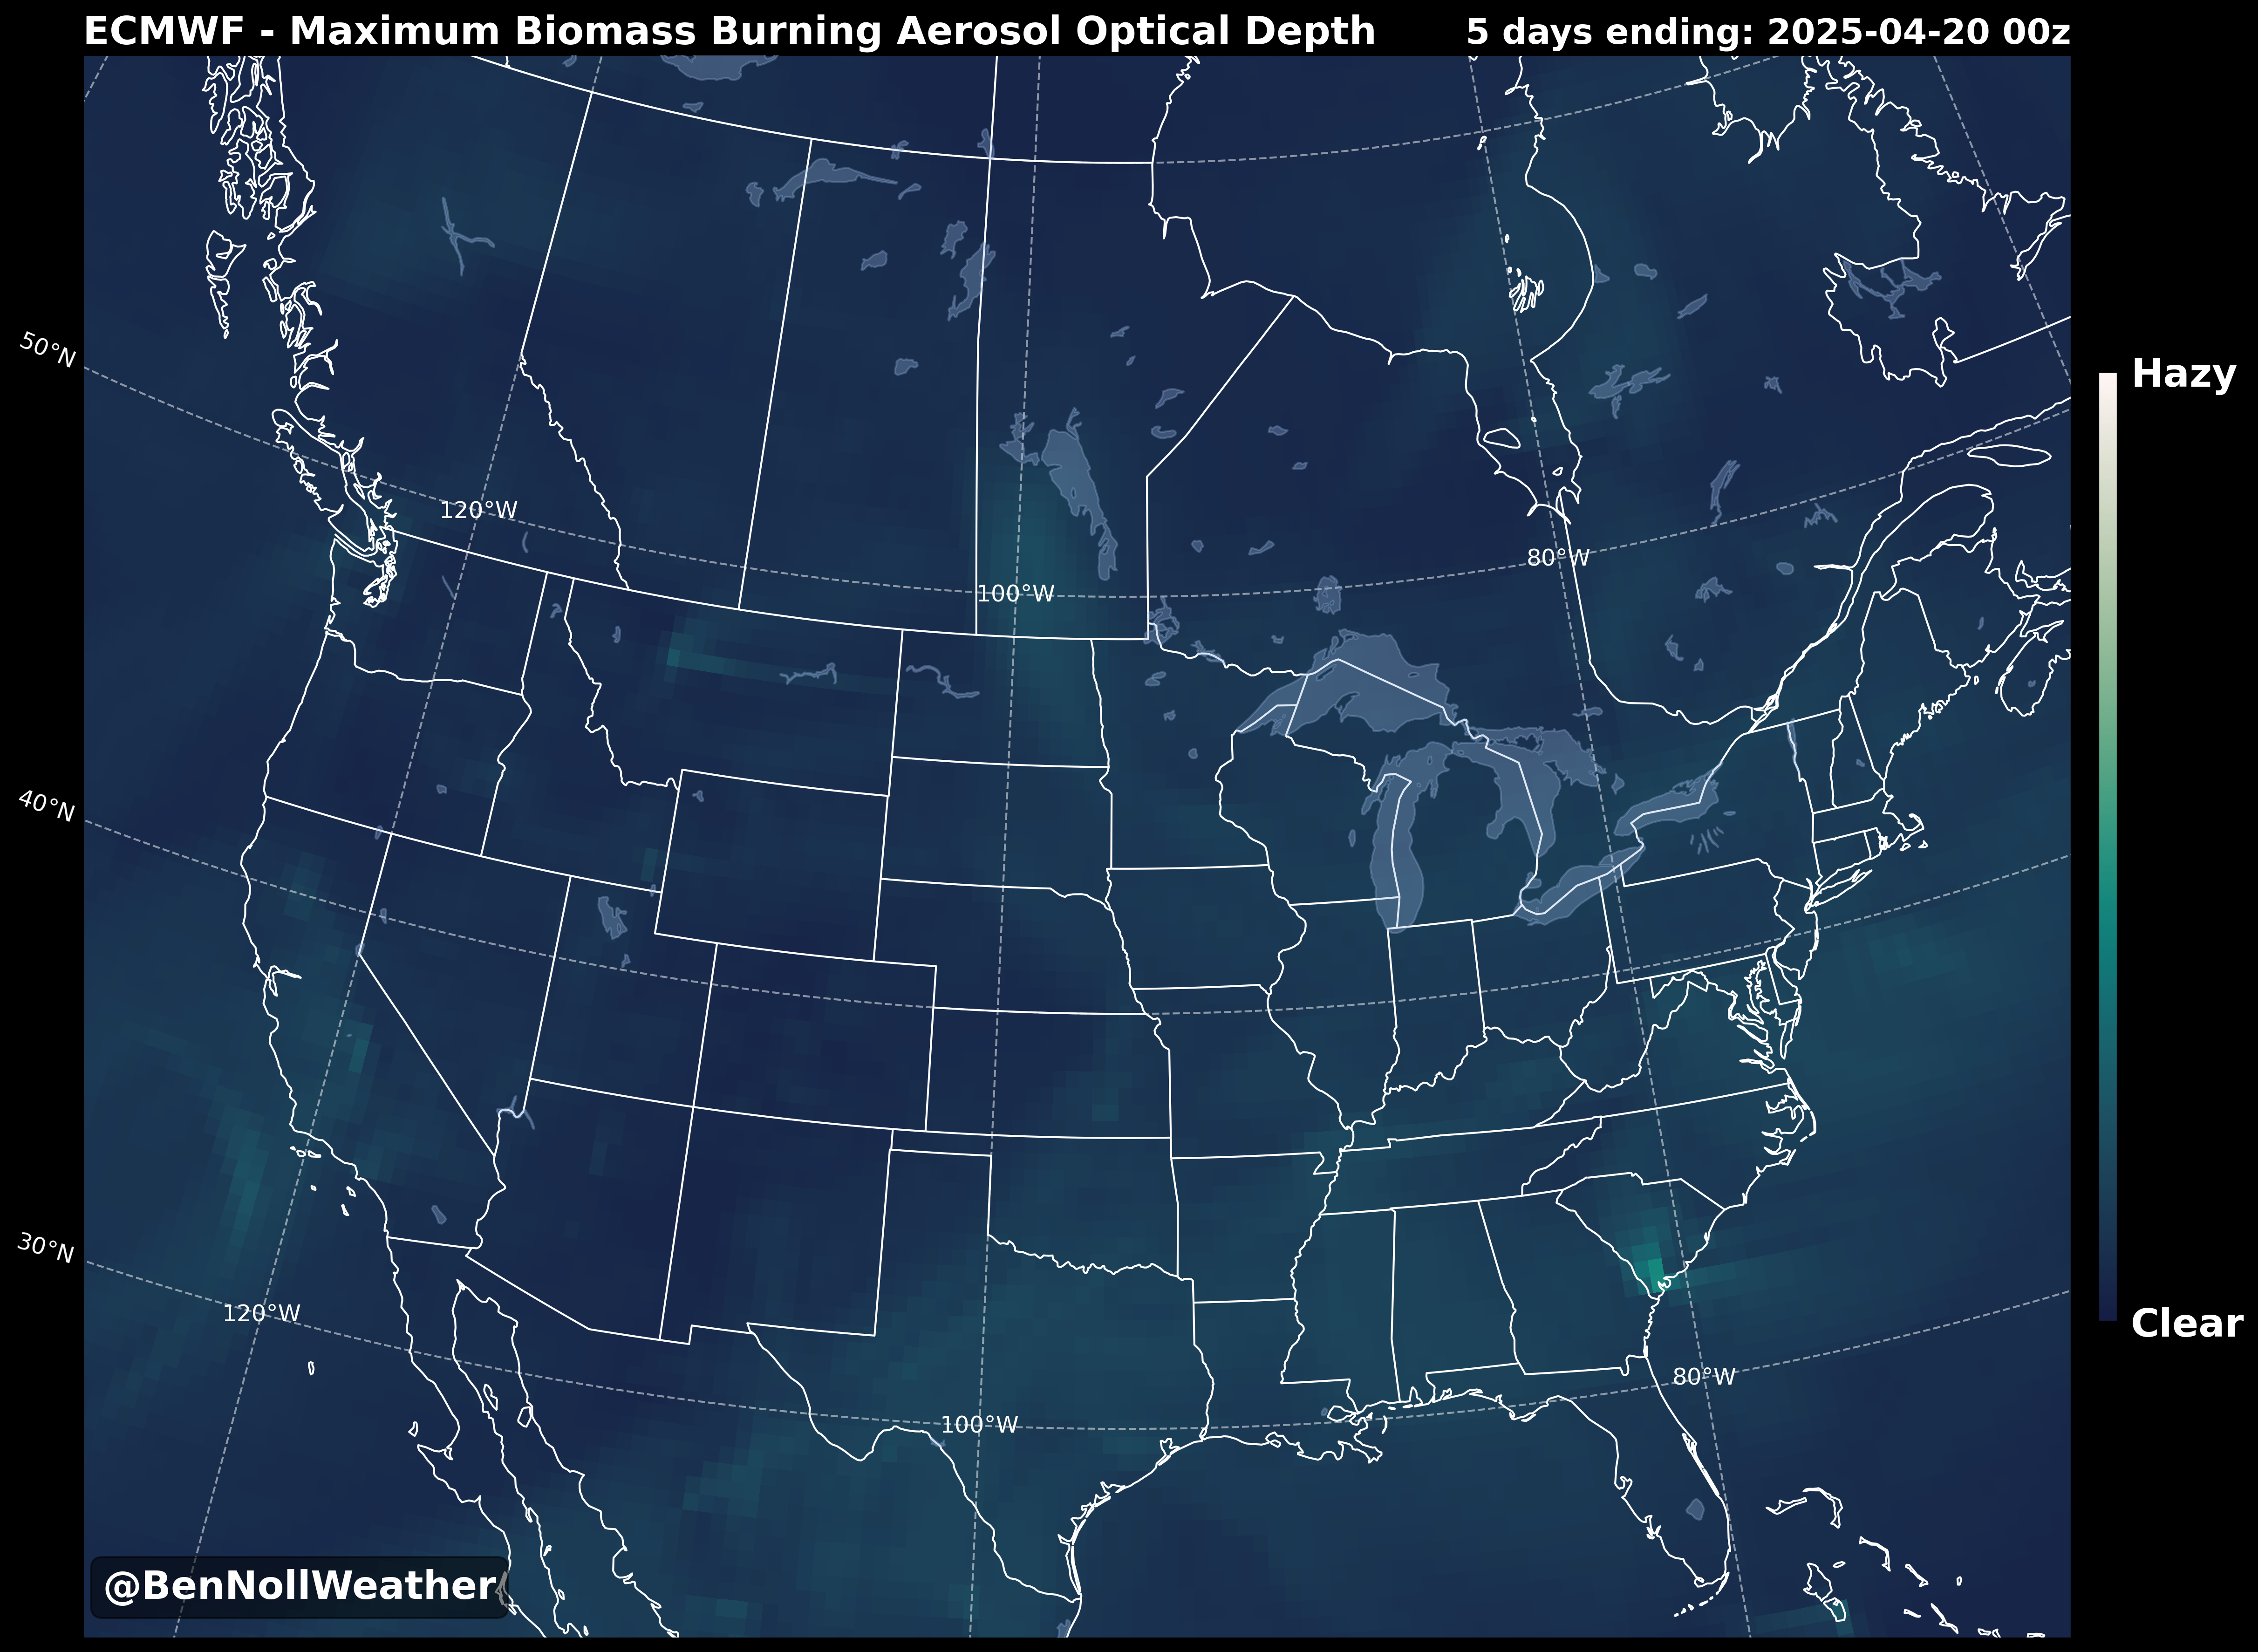 ECMWF - Maximum Biomass Burning Aerosol Optical Depth
5 days ending: 2025-04-20 00z
50°N
Hazy
120°W
80°W
100°W
40°N
30°N
120°W
Clear
80°W
100°W
@BenNollWeather